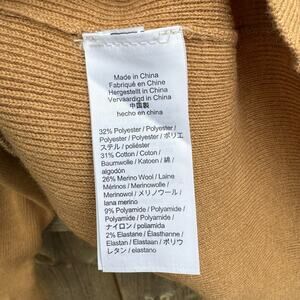 Made in China
Fabriqué en Chine
Hergestellt in China
Vervaardigd in China
中国製
hecho en china
32% Polyester / Polyester /
Polyester / Polyester / ポリエ
ステル / poliéster
31% Cotton / Coton /
Baumwolle / Katoen / 綿 /
algodón
26% Merino Wool / Laine
Mérinos / Merinowolle /
Merinowol / メリノウール /
lana merino
9% Polyamide / Polyamide
/ Polyamid / Polyamide /
ナイロン / poliamida
2% Elastane / Élasthanne /
Elastan / Elastaan / ポリウ
レタン / elastano